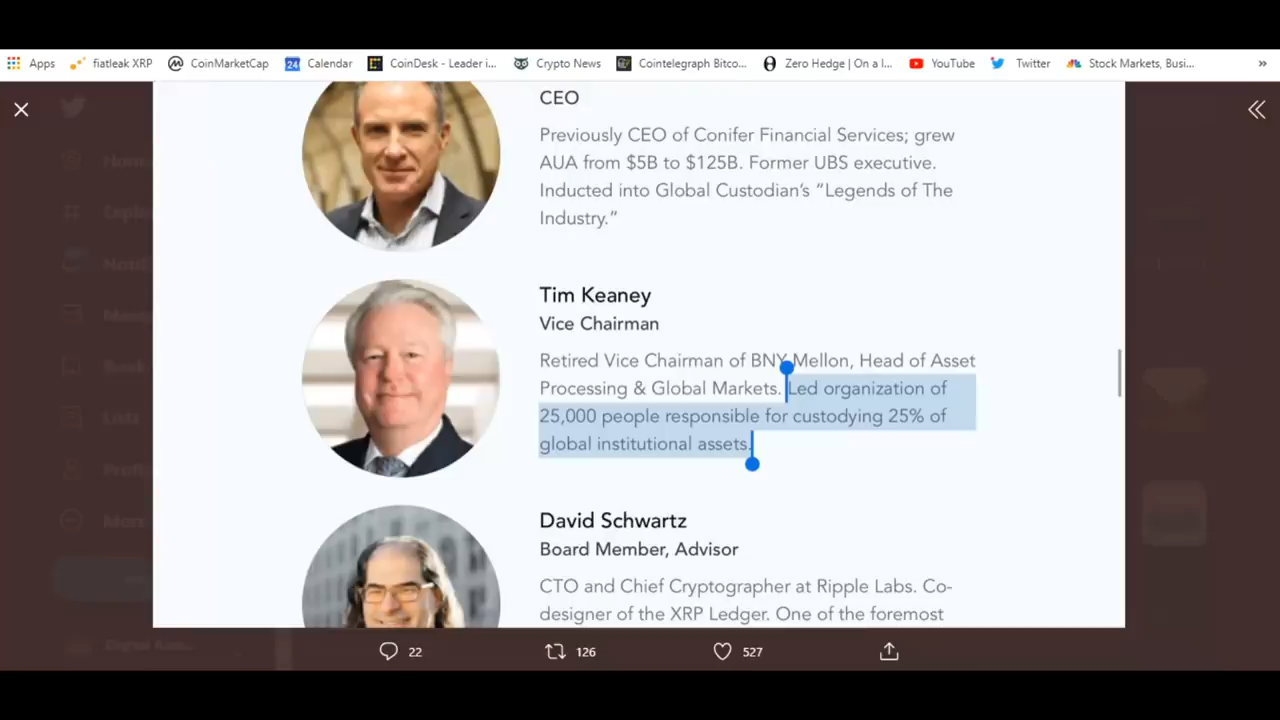 Apps fiatleak XRP CoinMarketCap Calendar CoinDesk - Leader i... Crypto News Cointelegraph Bitco... Zero Hedge | On a l... YouTube Twitter Stock Markets, Busi... »
CEO
Previously CEO of Conifer Financial Services; grew
AUA from $5B to $125B. Former UBS executive.
Inducted into Global Custodian’s “Legends of The
Industry.”
Tim Keaney
Vice Chairman
Retired Vice Chairman of BNY Mellon, Head of Asset
Processing & Global Markets. Led organization of
25,000 people responsible for custodying 25% of
global institutional assets.
David Schwartz
Board Member, Advisor
CTO and Chief Cryptographer at Ripple Labs. Co-
designer of the XRP Ledger. One of the foremost
22 126 527